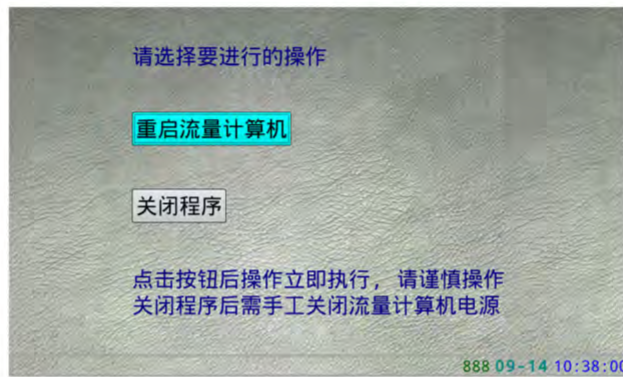 请选择要进行的操作
重启流量计算机
关闭程序
点击按钮后操作立即执行，请谨慎操作
关闭程序后需手工关闭流量计算机电源
888 09-14 10:38:00